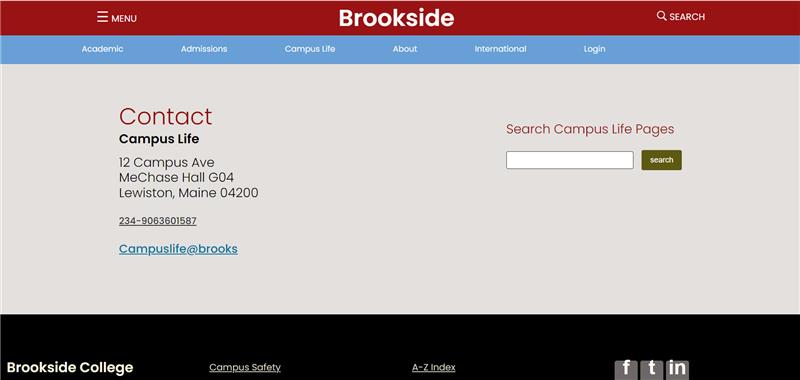 ☰ MENU
Brookside
SEARCH
Academic
Admissions
Campus Life
About
International
Login
Contact
Campus Life
12 Campus Ave
MeChase Hall G04
Lewiston, Maine 04200
234-9063601587
Campuslife@brooks
Search Campus Life Pages
search
Brookside College
Campus Safety
A-Z Index
f
t
in